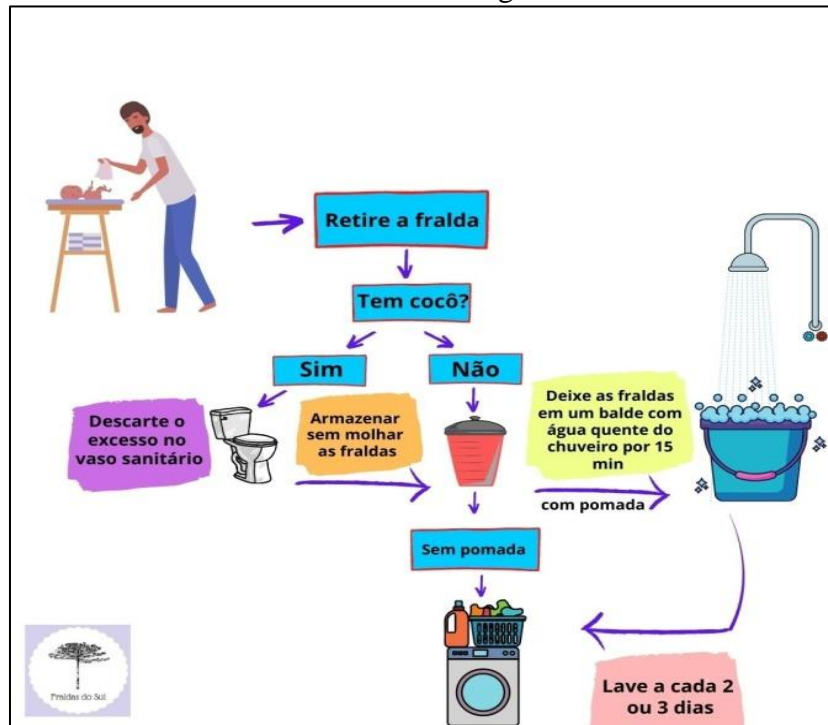 Retire a fralda
Tem cocô?
Sim
Não
Descarte o
excesso no
vaso sanitário
Armazenar
sem molhar
as fraldas
Deixe as fraldas
em um balde com
água quente do
chuveiro por 15
min
com pomada
Sem pomada
Lave a cada 2
ou 3 dias
Fraldas do Sul